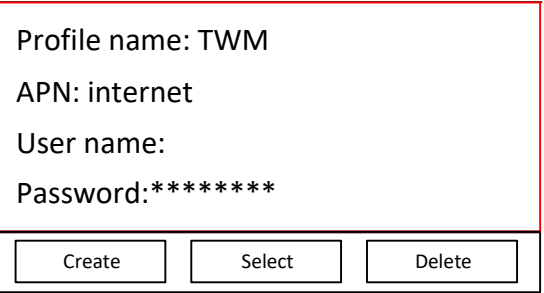 Profile name: TWM
APN: internet
User name:
Password:********
Create Select Delete